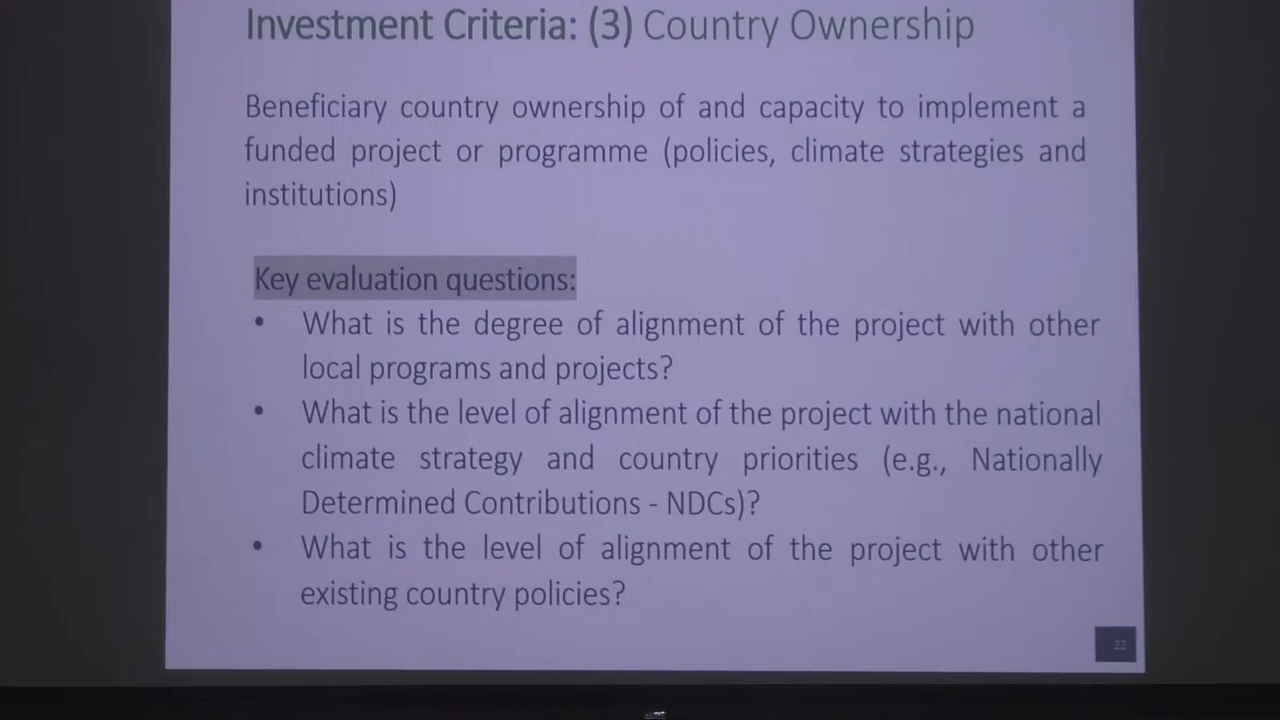 Investment Criteria: (3) Country Ownership
Beneficiary country ownership of and capacity to implement a
funded project or programme (policies, climate strategies and
institutions)
Key evaluation questions:
• What is the degree of alignment of the project with other
local programs and projects?
• What is the level of alignment of the project with the national
climate strategy and country priorities (e.g., Nationally
Determined Contributions - NDCs)?
• What is the level of alignment of the project with other
existing country policies?
22